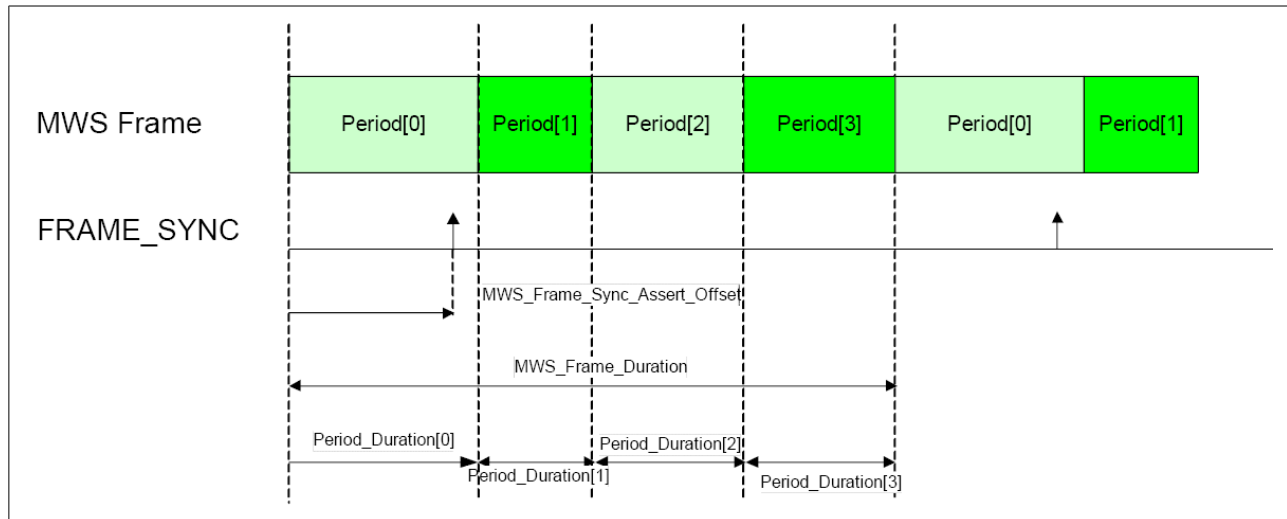 MWS Frame
Period[0]
Period[1]
Period[2]
Period[3]
Period[0]
Period[1]
FRAME_SYNC
MWS_Frame_Sync_Assert_Offset
MWS_Frame_Duration
Period_Duration[0]
Period_Duration[1]
Period_Duration[2]
Period_Duration[3]